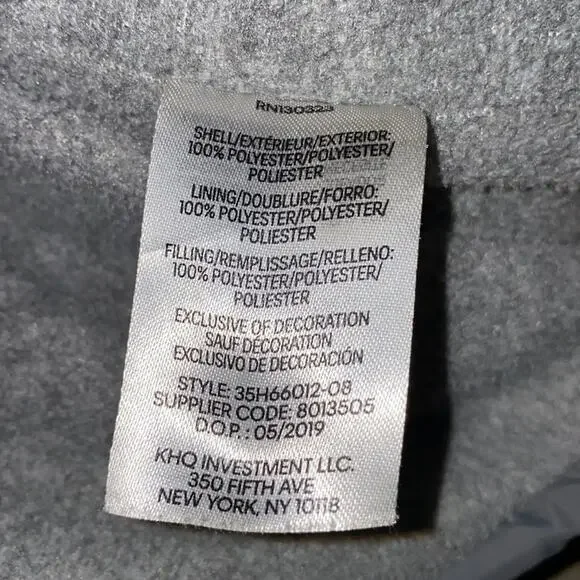 RN130323
SHELL/EXTÉRIEUR/EXTERIOR:
100% POLYESTER/POLYESTER/
POLIESTER
LINING/DOUBLURE/FORRO:
100% POLYESTER/POLYESTER/
POLIESTER
FILLING/REMPLISSAGE/RELLENO:
100% POLYESTER/POLYESTER/
POLIESTER
EXCLUSIVE OF DECORATION
SAUF DÉCORATION
EXCLUSIVO DE DECORACIÓN
STYLE: 35H66012-08
SUPPLIER CODE: 8013505
D.O.P.: 05/2019
KHQ INVESTMENT LLC.
350 FIFTH AVE
NEW YORK, NY 10118